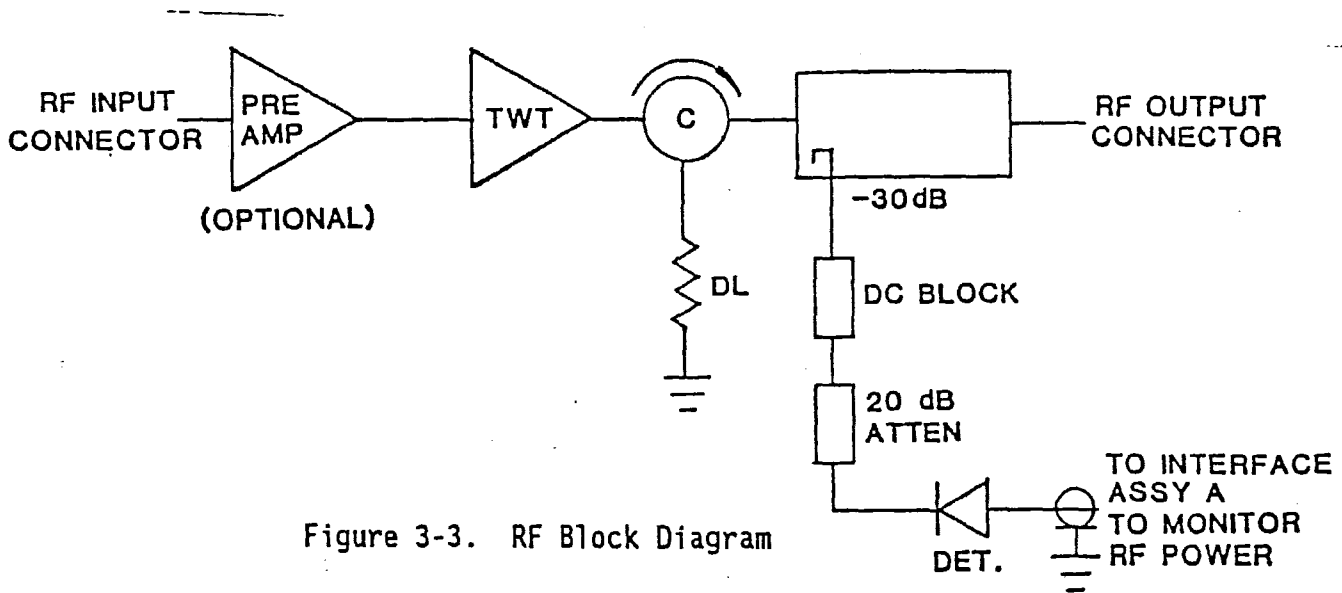 RF INPUT
CONNECTOR
PRE
AMP
(OPTIONAL)
TWT
C
DL
-30dB
RF OUTPUT
CONNECTOR
DC BLOCK
20 dB
ATTEN
DET.
TO INTERFACE
ASSY A
TO MONITOR
RF POWER
Figure 3-3. RF Block Diagram